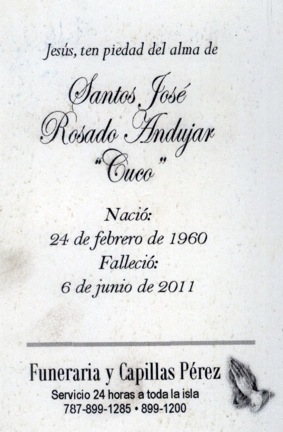 Jesús, ten piedad del alma de
Santos José
Rosado Andujar
"Cuco"
Nació:
24 de febrero de 1960
Falleció:
6 de junio de 2011
Funeraria y Capillas Pérez
Servicio 24 horas a toda la isla
787-899-1285 • 899-1200